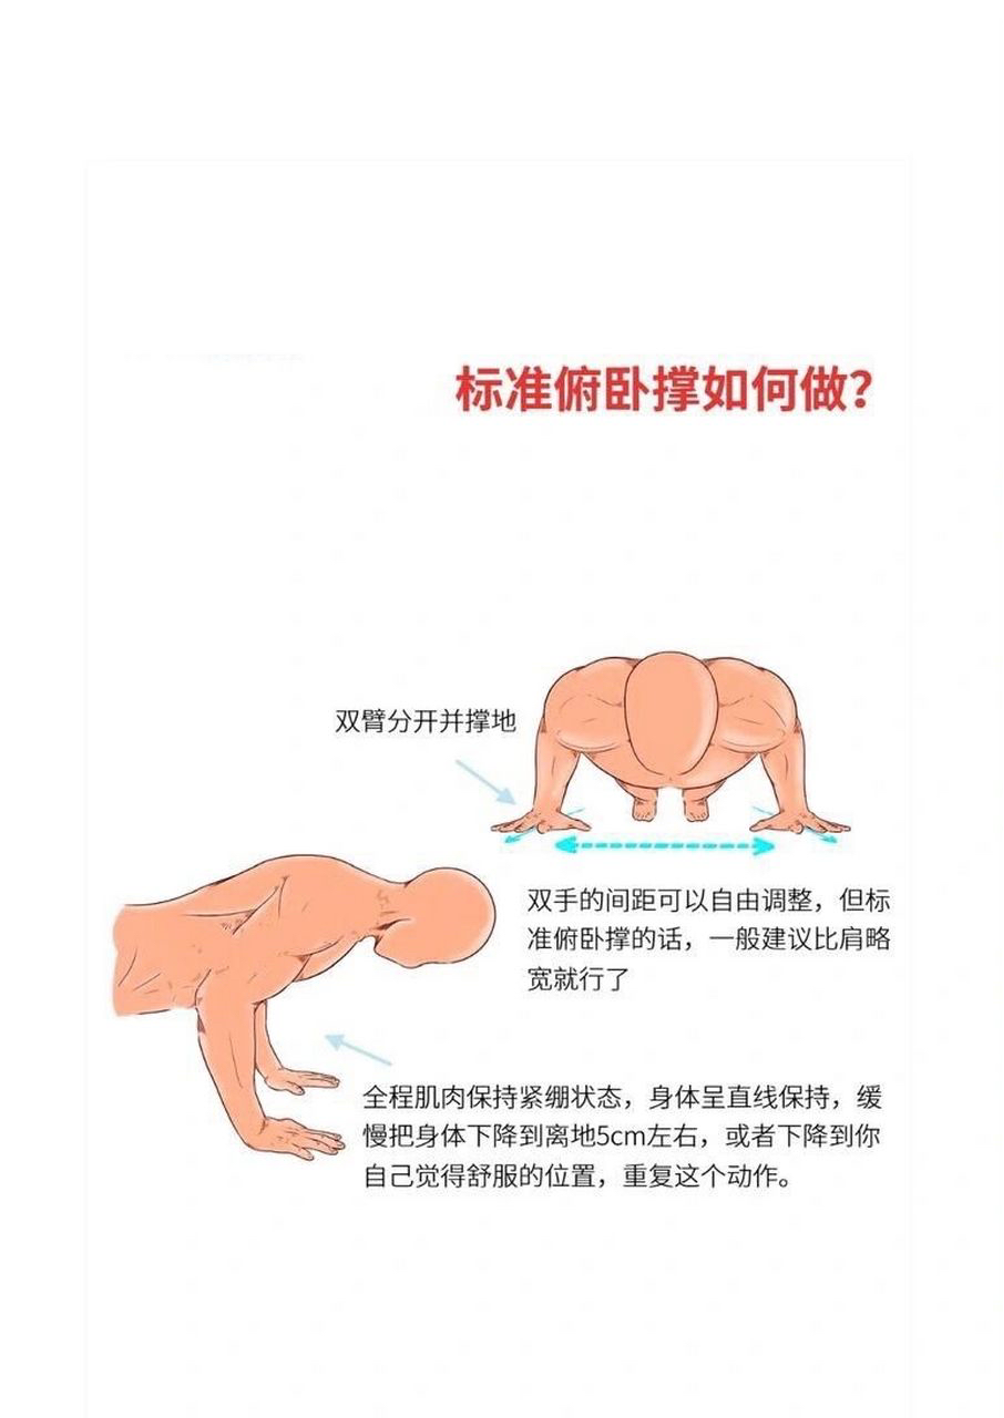 标准俯卧撑如何做?
双臂分开并撑地
双手的间距可以自由调整，但标
准俯卧撑的话，一般建议比肩略
宽就行了
全程肌肉保持紧绷状态，身体呈直线保持，缓
慢把身体下降到离地5cm左右，或者下降到你
自己觉得舒服的位置，重复这个动作。